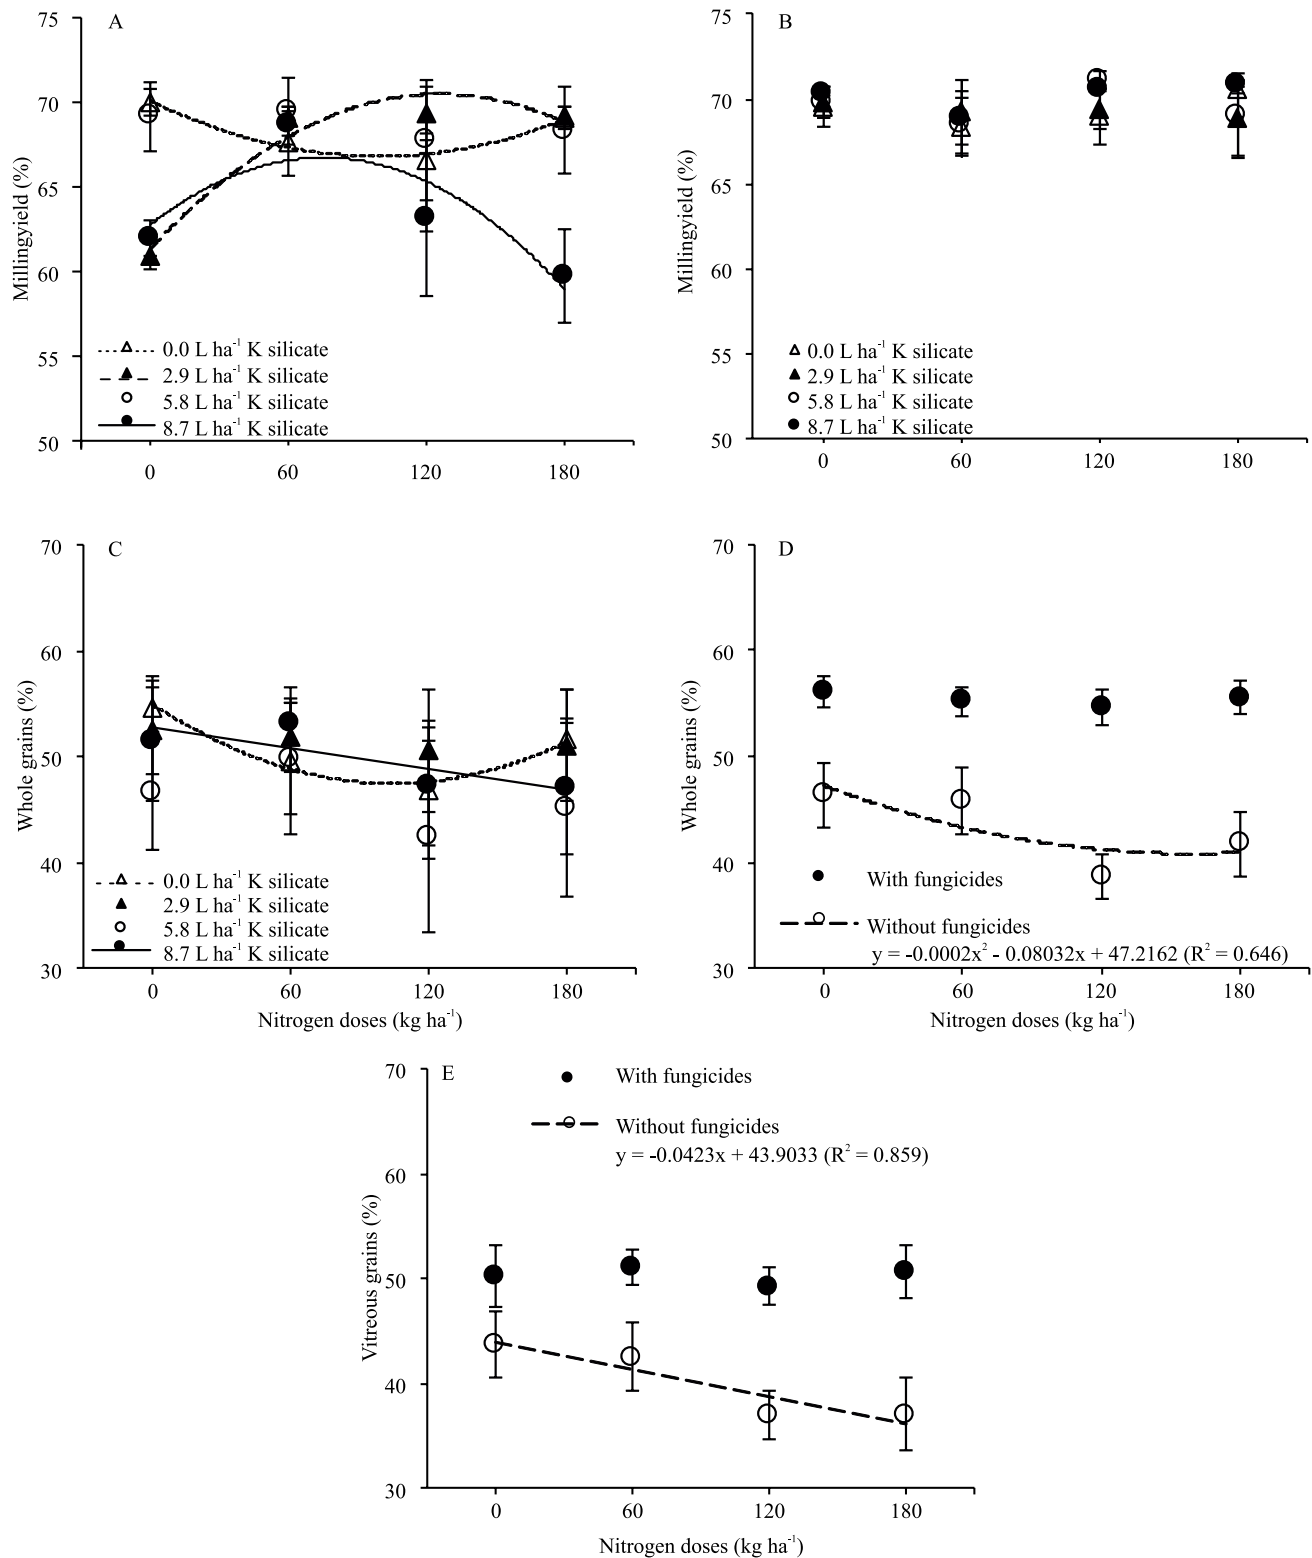 A
75
70
65
60
55
50
Millingyield (%)
0.0 L ha⁻¹ K silicate
2.9 L ha⁻¹ K silicate
5.8 L ha⁻¹ K silicate
8.7 L ha⁻¹ K silicate
0 60 120 180
B
75
70
65
60
55
50
Millingyield (%)
0.0 L ha⁻¹ K silicate
2.9 L ha⁻¹ K silicate
5.8 L ha⁻¹ K silicate
8.7 L ha⁻¹ K silicate
0 60 120 180
C
70
60
50
40
30
Whole grains (%)
0.0 L ha⁻¹ K silicate
2.9 L ha⁻¹ K silicate
5.8 L ha⁻¹ K silicate
8.7 L ha⁻¹ K silicate
0 60 120 180
Nitrogen doses (kg ha⁻¹)
D
70
60
50
40
30
Whole grains (%)
With fungicides
Without fungicides
y = -0.0002x² - 0.08032x + 47.2162 (R² = 0.646)
0 60 120 180
Nitrogen doses (kg ha⁻¹)
E
70
60
50
40
30
Vitreous grains (%)
With fungicides
Without fungicides
y = -0.0423x + 43.9033 (R² = 0.859)
0 60 120 180
Nitrogen doses (kg ha⁻¹)